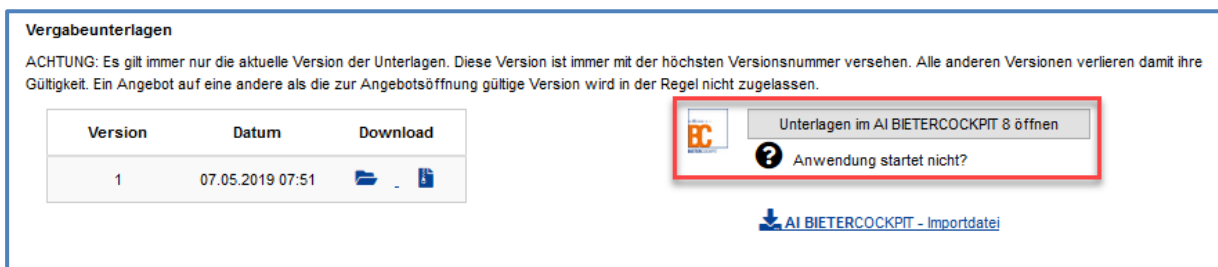 Vergabeunterlagen
ACHTUNG: Es gilt immer nur die aktuelle Version der Unterlagen. Diese Version ist immer mit der höchsten Versionsnummer versehen. Alle anderen Versionen verlieren damit ihre
Gültigkeit. Ein Angebot auf eine andere als die zur Angebotsöffnung gültige Version wird in der Regel nicht zugelassen.
Version Datum Download
1 07.05.2019 07:51
BC
Unterlagen im AI BIETERCOCKPIT 8 öffnen
? Anwendung startet nicht?
AI BIETERCOCKPIT - Importdatei